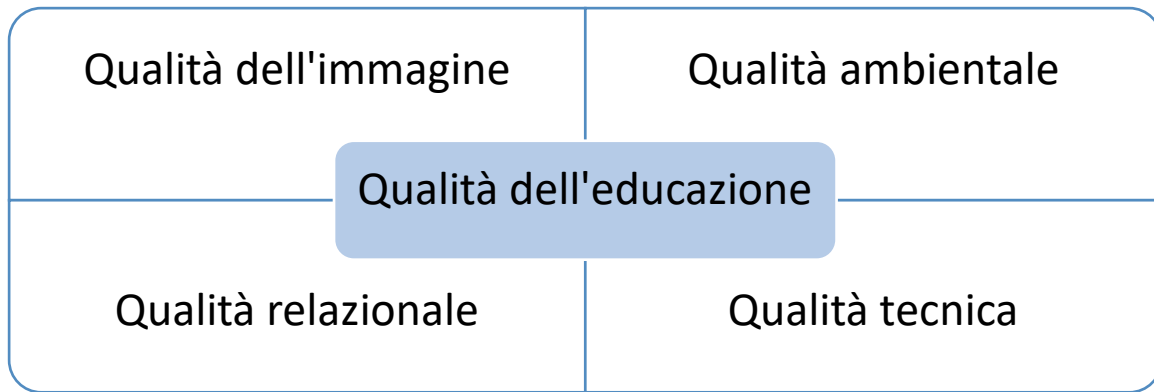 Qualità dell'immagine
Qualità ambientale
Qualità dell'educazione
Qualità relazionale
Qualità tecnica